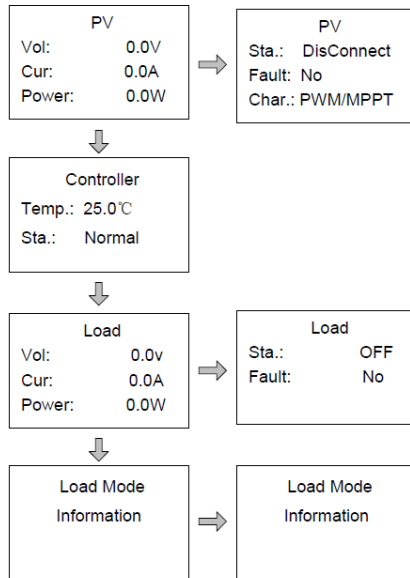 PV
Vol: 0.0V
Cur: 0.0A
Power: 0.0W
PV
Sta.: DisConnect
Fault: No
Char.: PWM/MPPT
Controller
Temp.: 25.0℃
Sta.: Normal
Load
Vol: 0.0v
Cur: 0.0A
Power: 0.0W
Load
Sta.: OFF
Fault: No
Load Mode
Information
Load Mode
Information